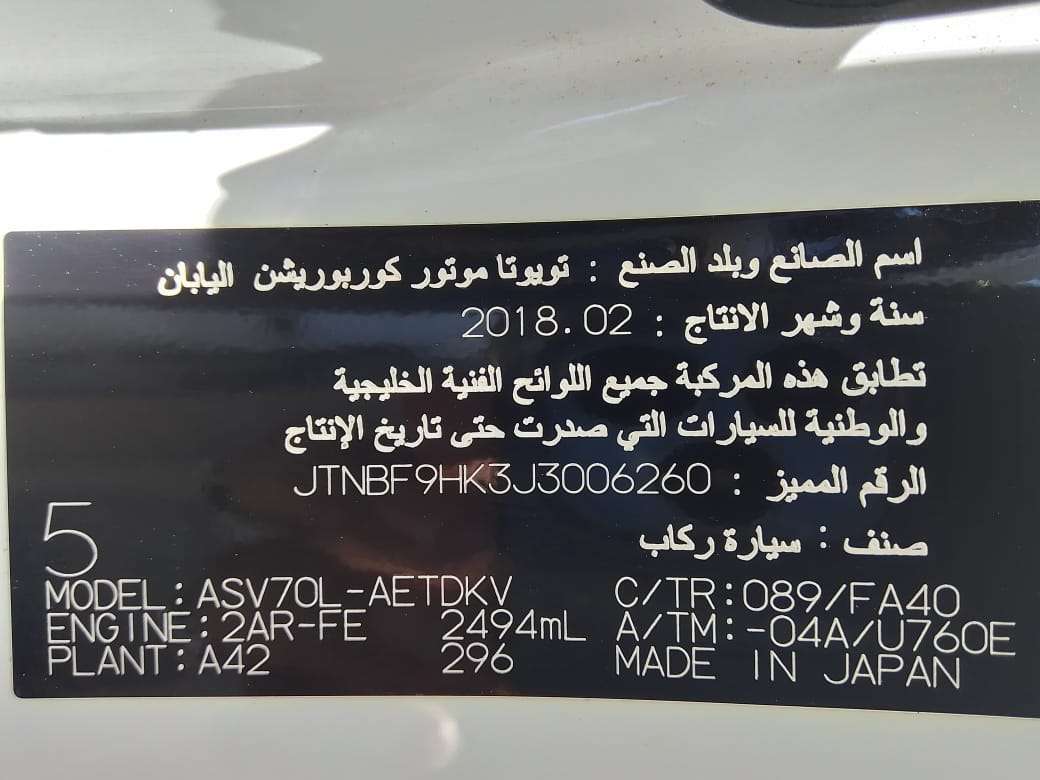 اسم الصانع وبلد الصنع : تويوتا موتور كوربوريشن اليابان
سنة وشهر الانتاج : 2018.02
تطابق هذه المركبة جميع اللوائح الفنية الخليجية
والوطنية للسيارات التي صدرت حتى تاريخ الإنتاج
الرقم المميز : JTNBF9HK3J3006260
صنف : سيارة ركاب
5
MODEL:ASV70L-AETDKV C/TR:089/FA40
ENGINE:2AR-FE 2494mL A/TM:-04A/U760E
PLANT:A42 296 MADE IN JAPAN